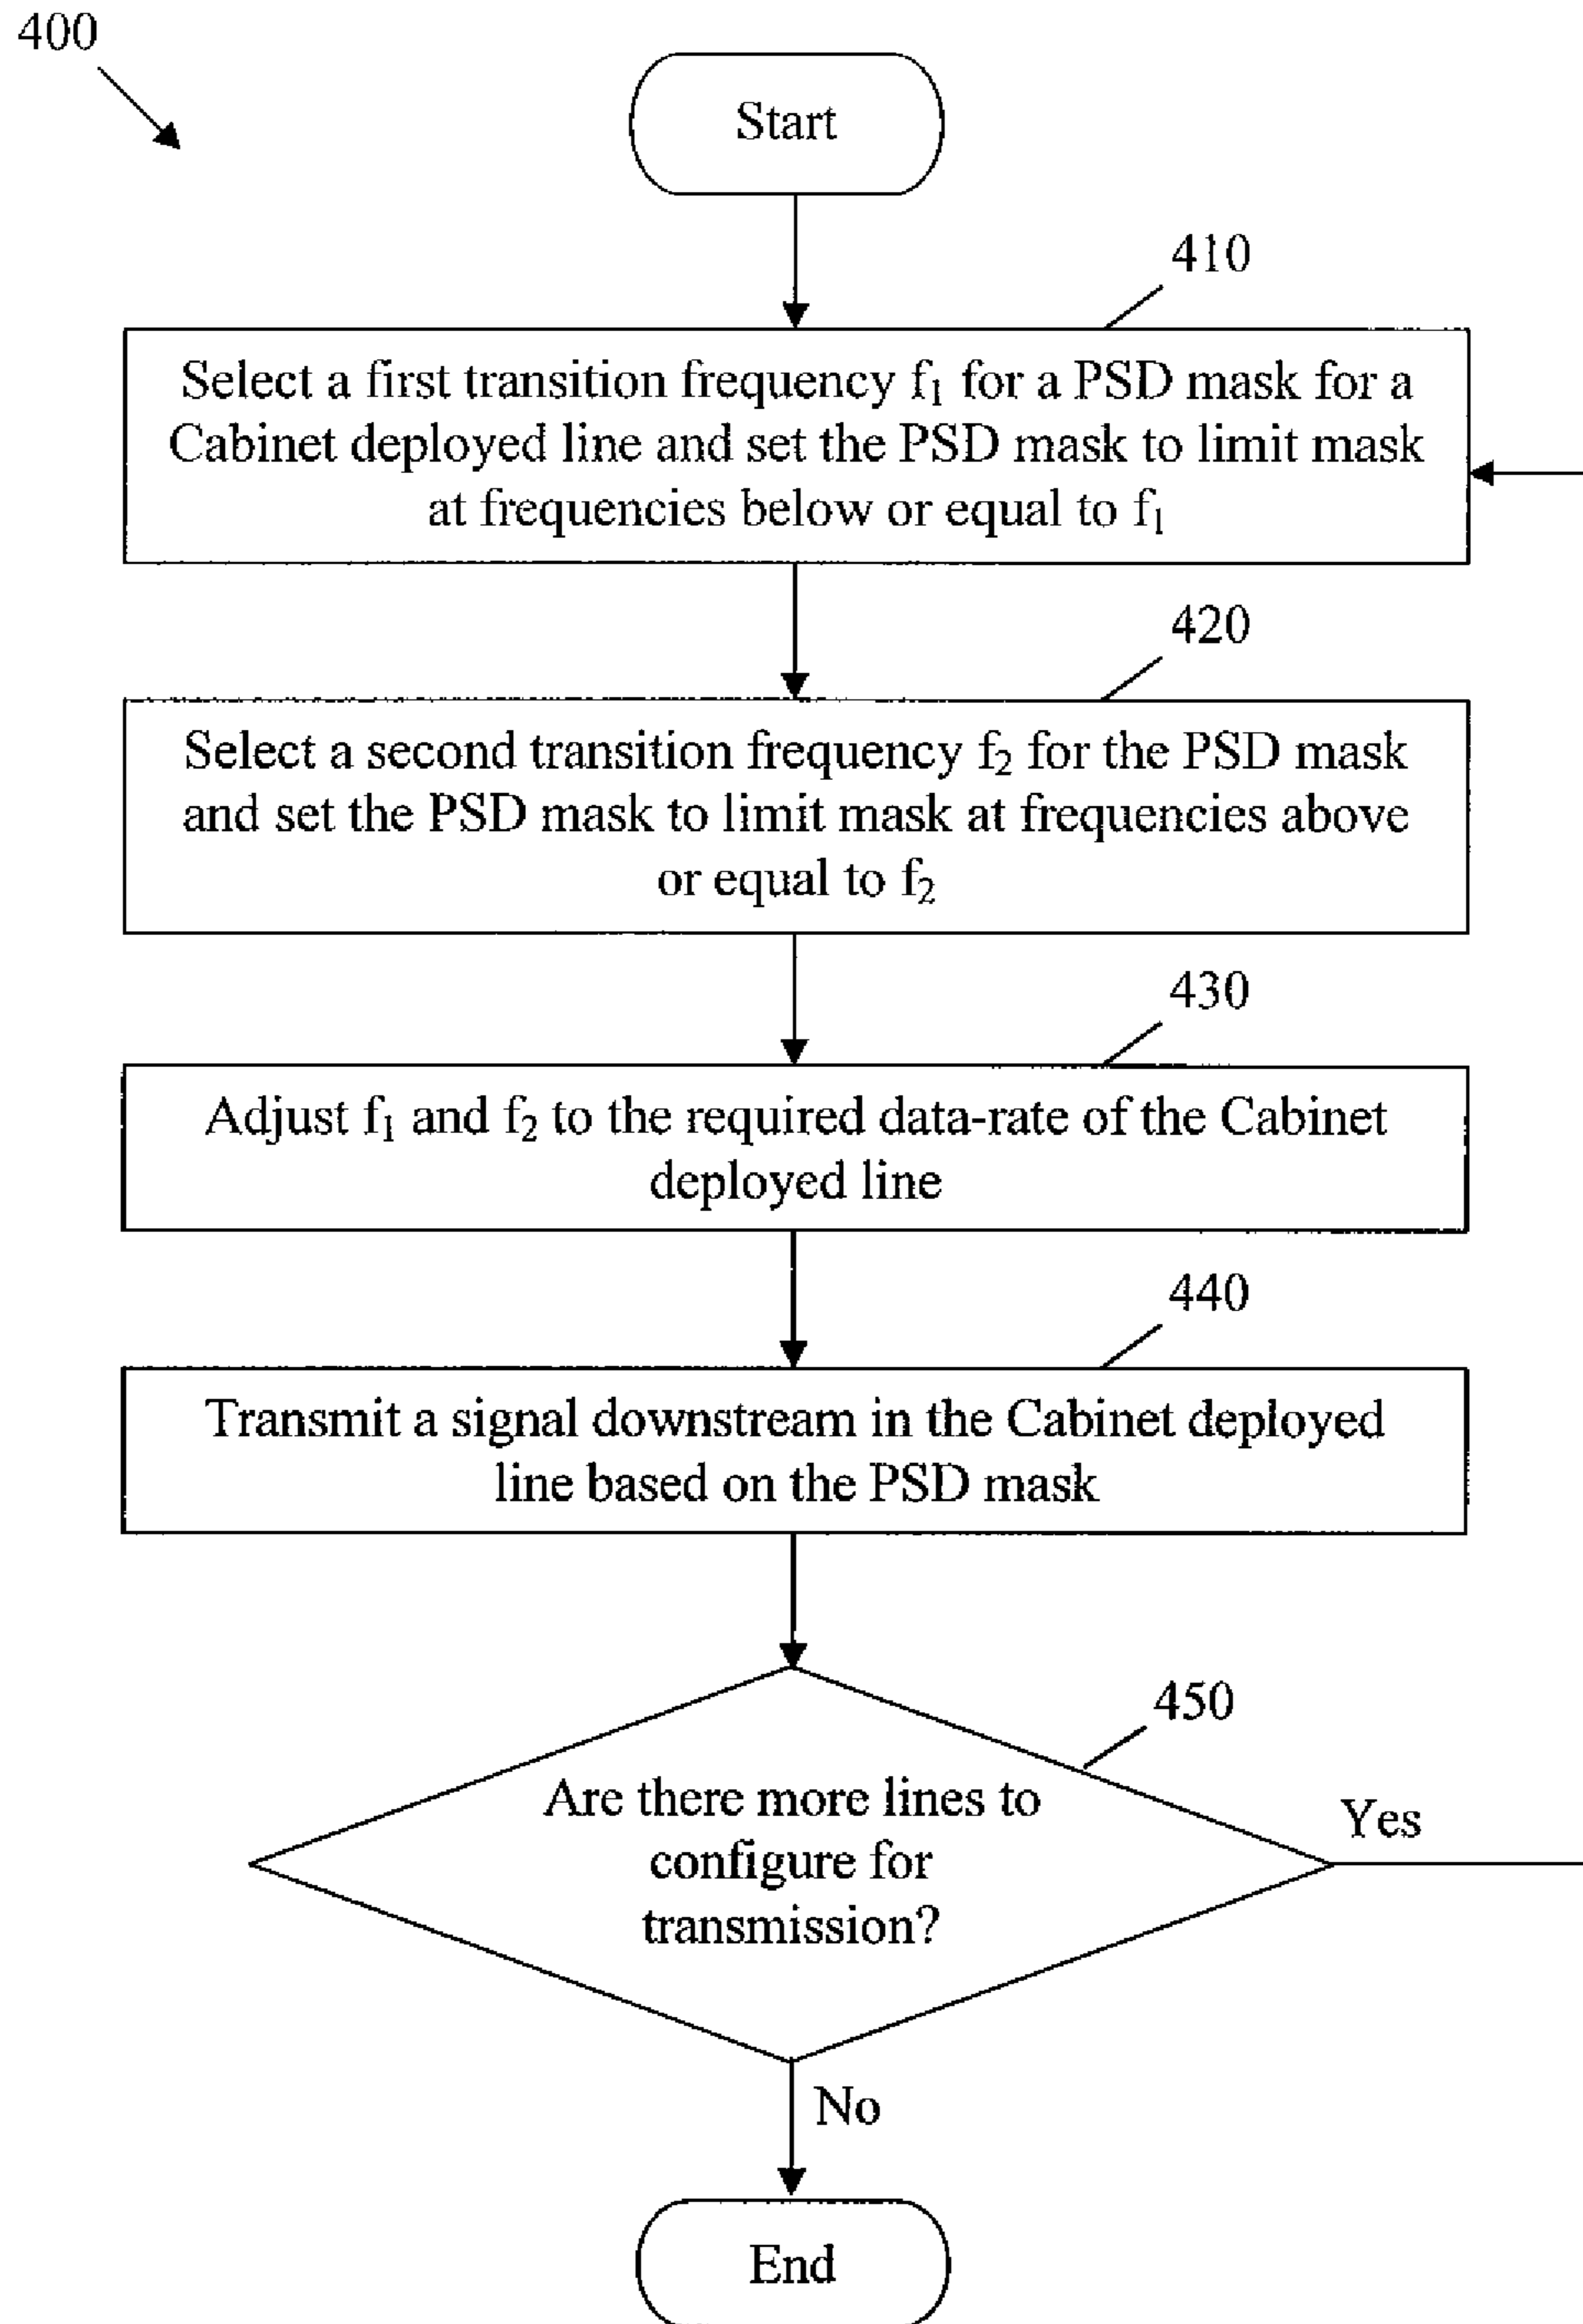 400
Start
410
Select a first transition frequency f₁ for a PSD mask for a
Cabinet deployed line and set the PSD mask to limit mask
at frequencies below or equal to f₁
420
Select a second transition frequency f₂ for the PSD mask
and set the PSD mask to limit mask at frequencies above
or equal to f₂
430
Adjust f₁ and f₂ to the required data-rate of the Cabinet
deployed line
440
Transmit a signal downstream in the Cabinet deployed
line based on the PSD mask
450
Are there more lines to
configure for
transmission?
Yes
No
End